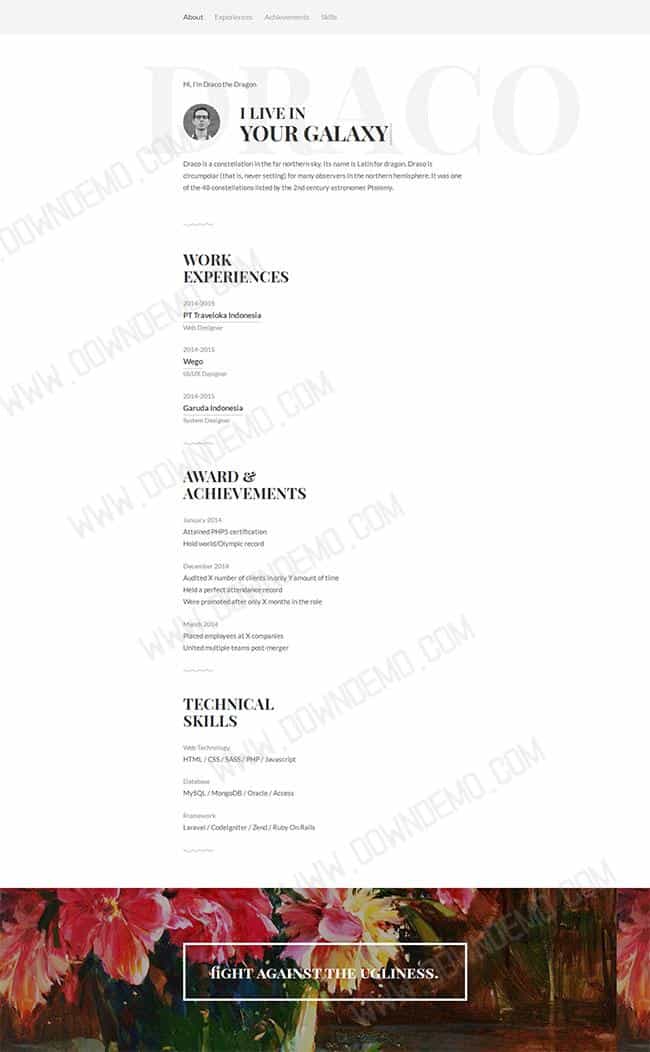 About Experiences Achievements Skills
DRACO
Hi, I'm Draco the Dragon
I LIVE IN
YOUR GALAXY
Draco is a constellation in the far northern sky. Its name is Latin for dragon. Draco is
circumpolar (that is, never setting) for many observers in the northern hemisphere. It was one
of the 48 constellations listed by the 2nd century astronomer Ptolemy.
WORK
EXPERIENCES
2014-2015
PT Traveloka Indonesia
Web Designer
2014-2015
Wego
UI/UX Designer
2014-2015
Garuda Indonesia
System Designer
AWARD &
ACHIEVEMENTS
January 2014
Attained PHP5 certification
Hold world/Olympic record
December 2014
Audited X number of clients in only Y amount of time
Held a perfect attendance record
Were promoted after only X months in the role
March 2014
Placed employees at X companies
United multiple teams post-merger
TECHNICAL
SKILLS
Web Technology
HTML / CSS / SASS / PHP / Javascript
Database
MySQL / MongoDB / Oracle / Access
Framework
Laravel / CodeIgniter / Zend / Ruby On Rails
fiGHT AGAINST THE UGLINESS.
WWW.DOWNDEMO.COM
WWW.DOWNDEMO.COM
WWW.DOWNDEMO.COM
WWW.DOWNDEMO.COM
WWW.DOWNDEMO.COM
WWW.DOWNDEMO.COM
WWW.DOWNDEMO.COM